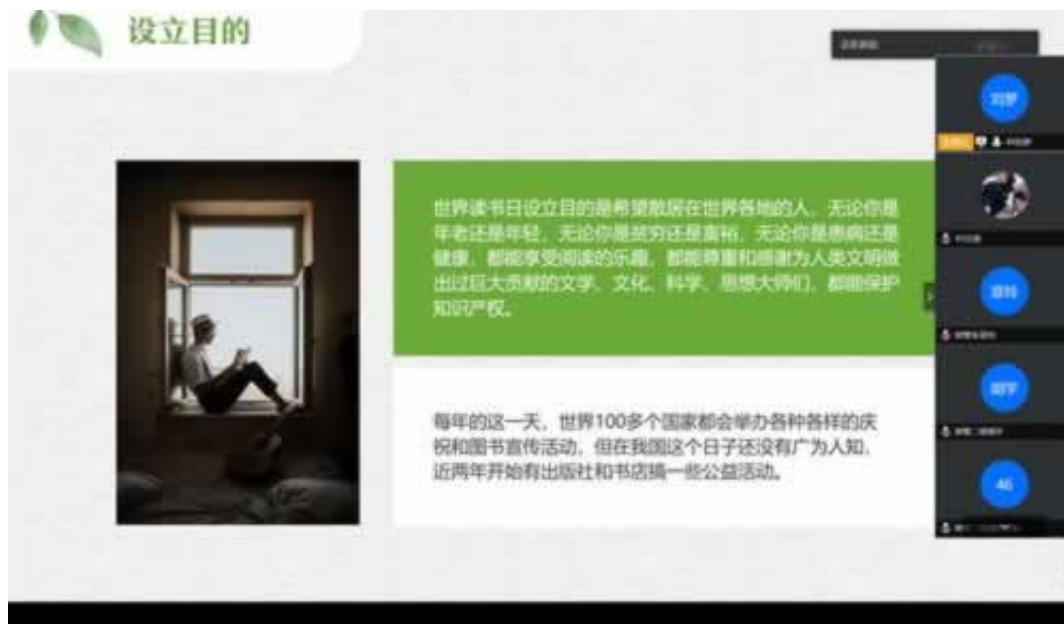 设立目的
世界读书日设立目的是希望散居在世界各地的人，无论你是
年老还是年轻，无论你是贫穷还是富裕，无论你是患病还是
健康，都能享受阅读的乐趣，都能尊重和感谢为人类文明做
出过巨大贡献的文学、文化、科学、思想大师们，都能保护
知识产权。
每年的这一天，世界100多个国家都会举办各种各样的庆
祝和图书宣传活动，但在我国这个日子还没有广为人知，
近两年开始有出版社和书店搞一些公益活动。
刘梦
46